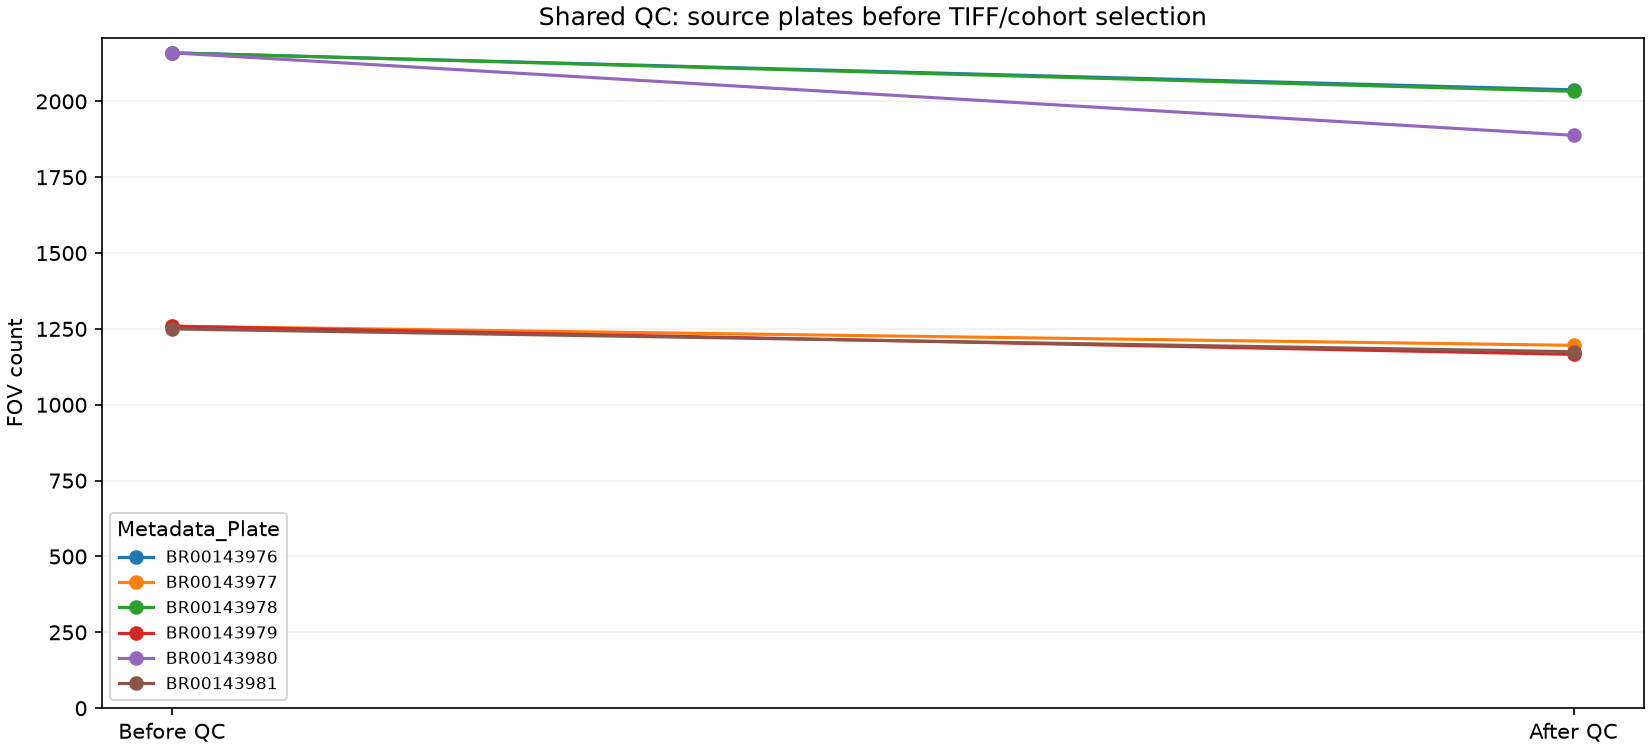 Shared QC: source plates before TIFF/cohort selection
FOV count
2000
1750
1500
1250
1000
750
500
250
0
Metadata_Plate
BR00143976
BR00143977
BR00143978
BR00143979
BR00143980
BR00143981
Before QC
After QC